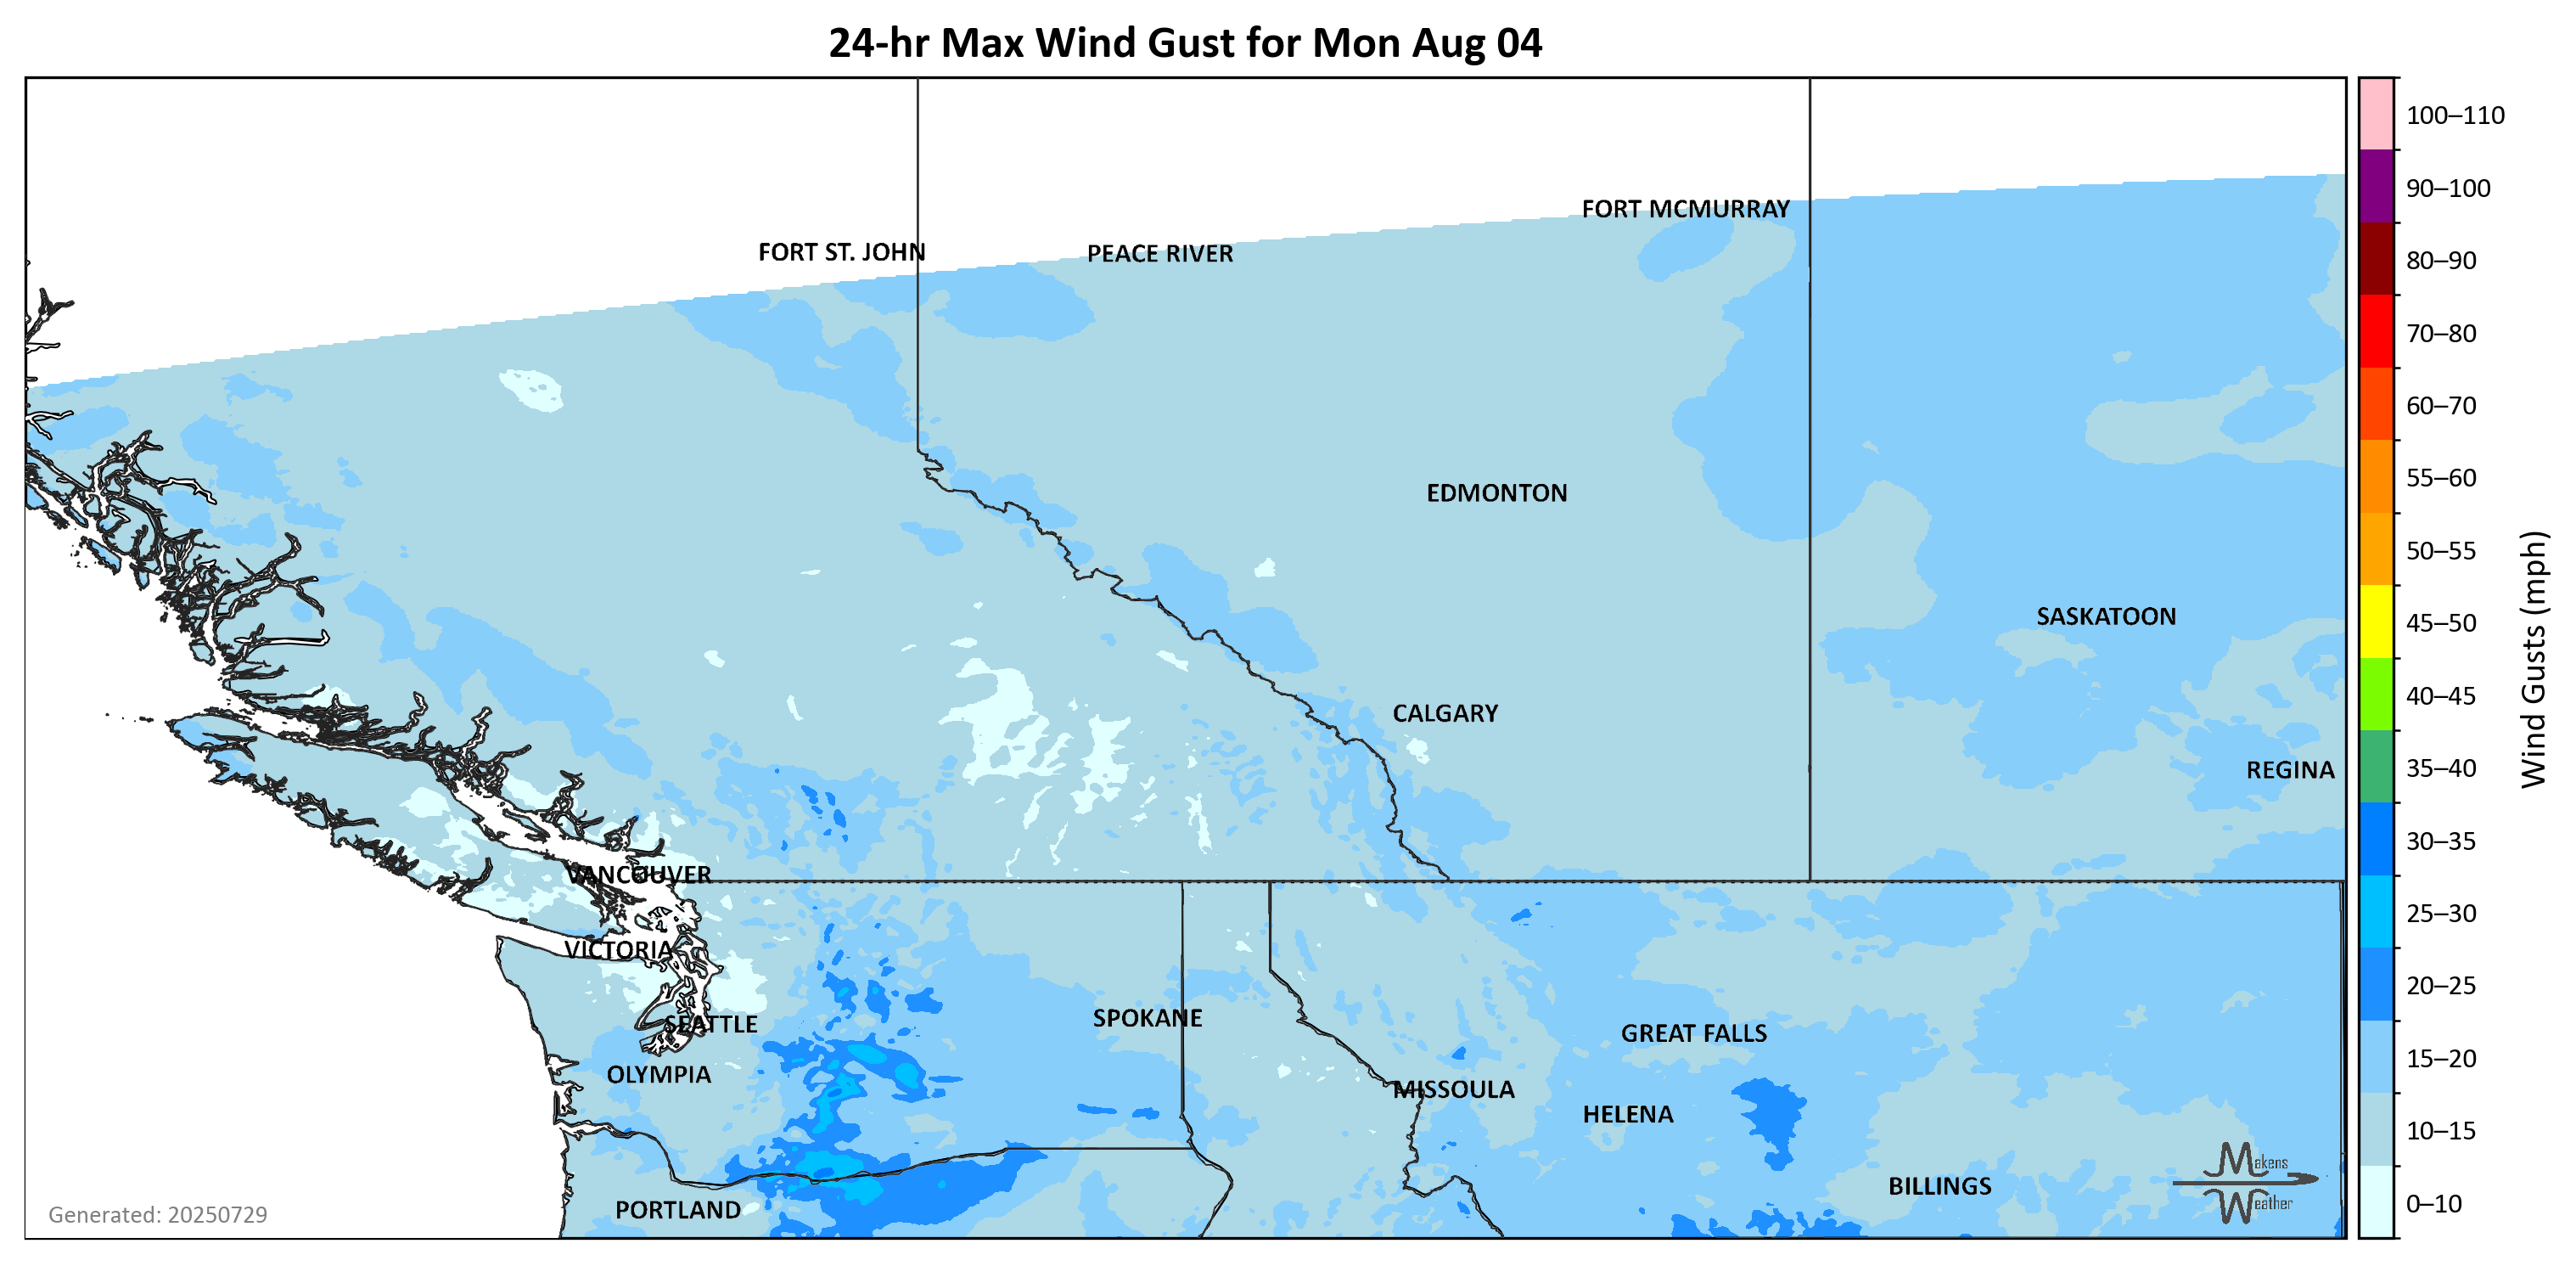 24-hr Max Wind Gust for Mon Aug 04
100–110
90–100
FORT MCMURRAY
FORT ST. JOHN
PEACE RIVER
80–90
70–80
60–70
55–60
EDMONTON
50–55
SASKATOON
45–50
Wind Gusts (mph)
40–45
CALGARY
REGINA
35–40
30–35
VANCOUVER
25–30
VICTORIA
20–25
SPOKANE
SEATTLE
GREAT FALLS
15–20
OLYMPIA
MISSOULA
HELENA
10–15
Makens
Weather
BILLINGS
PORTLAND
0–10
Generated: 20250729